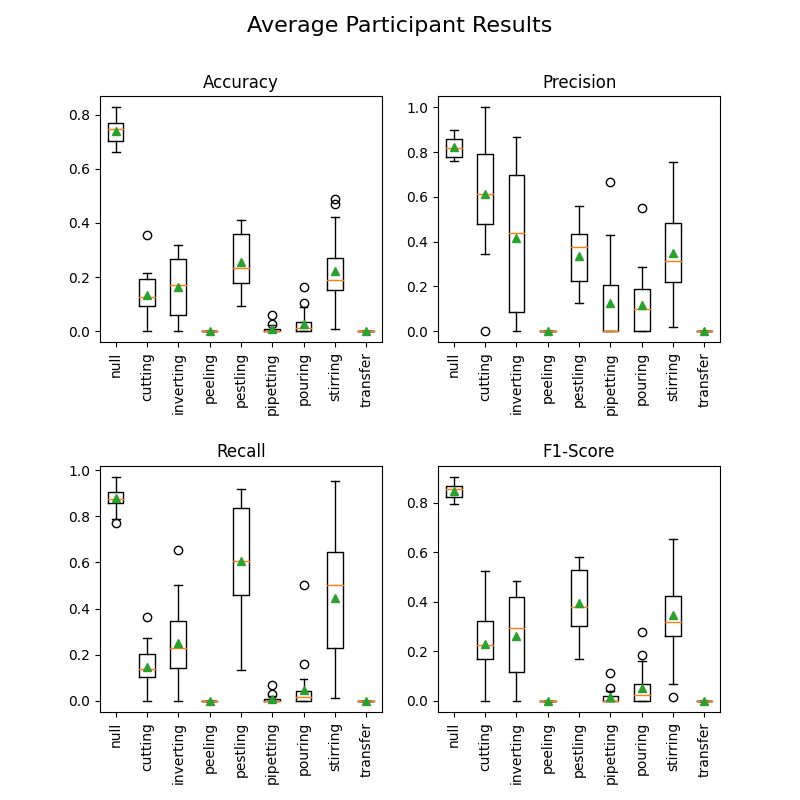 Average Participant Results
Accuracy
0.8
0.6
0.4
0.2
0.0
null
cutting
inverting
peeling
pestling
pipetting
pouring
stirring
transfer
Precision
1.0
0.8
0.6
0.4
0.2
0.0
null
cutting
inverting
peeling
pestling
pipetting
pouring
stirring
transfer
Recall
1.0
0.8
0.6
0.4
0.2
0.0
null
cutting
inverting
peeling
pestling
pipetting
pouring
stirring
transfer
F1-Score
0.8
0.6
0.4
0.2
0.0
null
cutting
inverting
peeling
pestling
pipetting
pouring
stirring
transfer